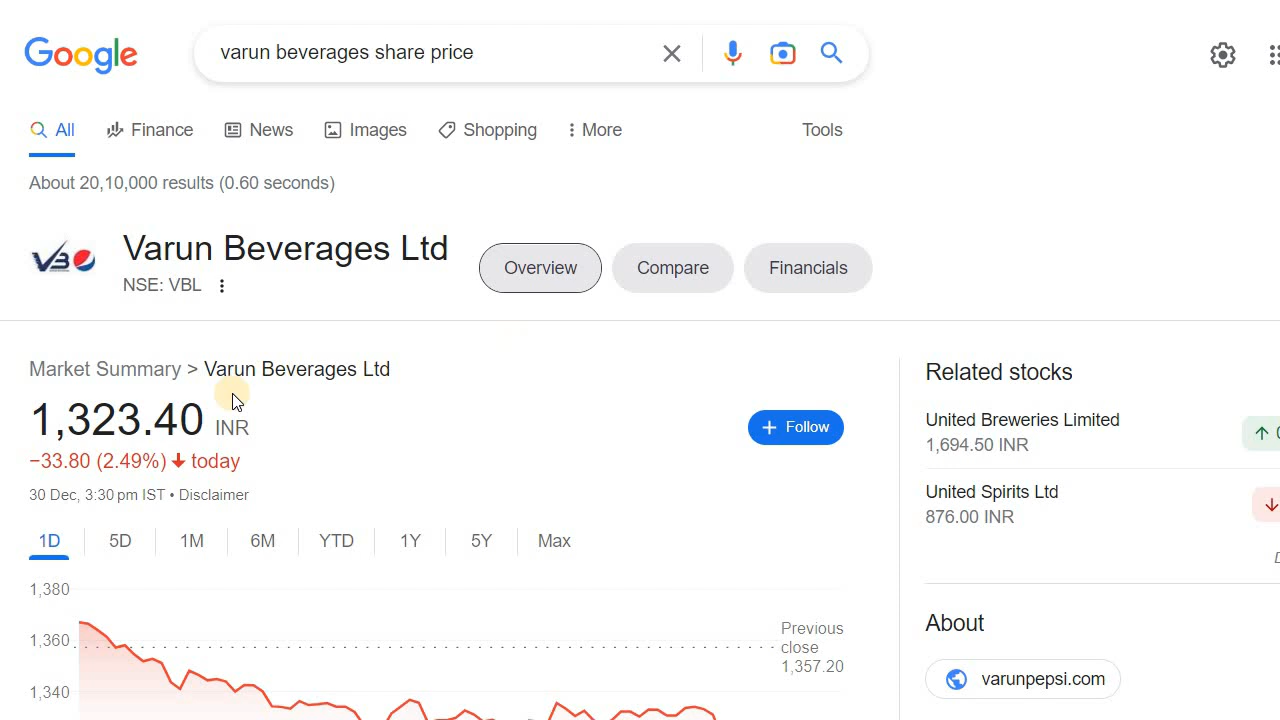 Google
varun beverages share price
All
Finance
News
Images
Shopping
More
Tools
About 20,10,000 results (0.60 seconds)
VB
Varun Beverages Ltd
NSE: VBL
Overview
Compare
Financials
Market Summary > Varun Beverages Ltd
1,323.40 INR
+ Follow
−33.80 (2.49%) today
30 Dec, 3:30 pm IST • Disclaimer
1D
5D
1M
6M
YTD
1Y
5Y
Max
1,380
1,360
1,340
Previous
close
1,357.20
Related stocks
United Breweries Limited
1,694.50 INR
United Spirits Ltd
876.00 INR
About
varunpepsi.com